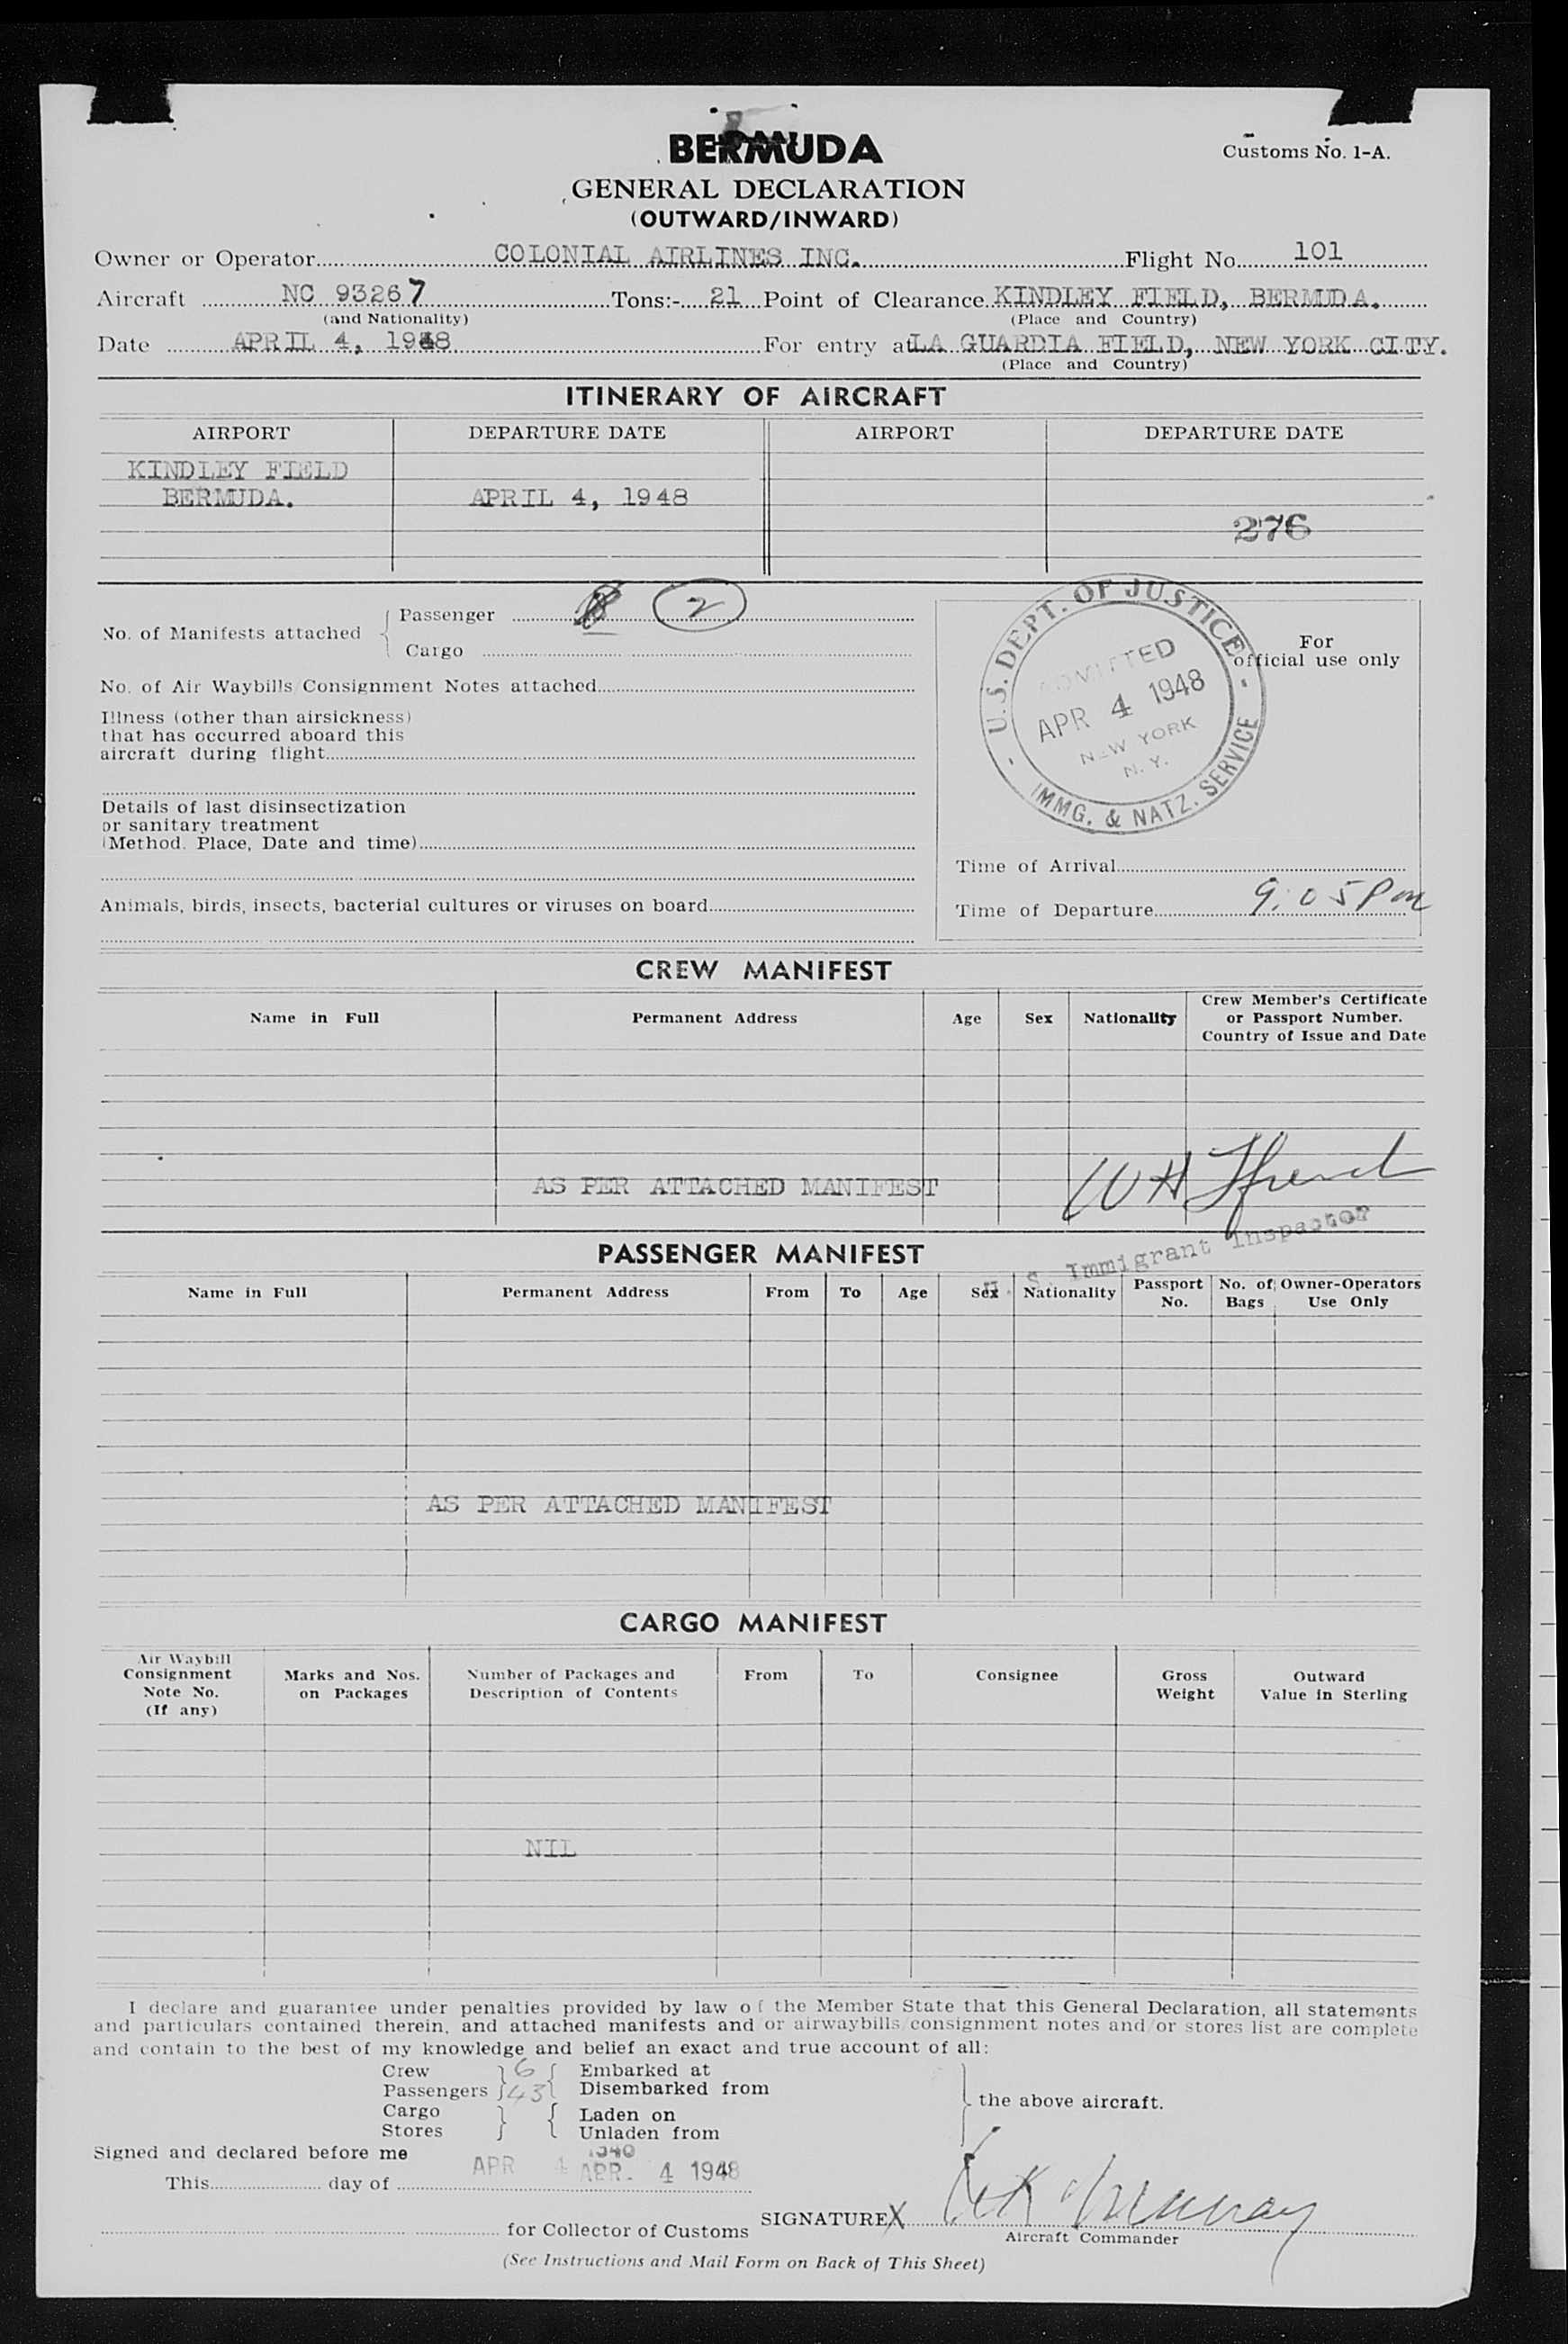 BERMUDA
Customs No. 1-A.
GENERAL DECLARATION
(OUTWARD/INWARD)
Owner or Operator COLONIAL AIRLINES INC. Flight No. 101
Aircraft NC 93267 Tons:- 21 Point of Clearance KINDLEY FIELD, BERMUDA.
(and Nationality) (Place and Country)
Date APRIL 4, 1948 For entry at LA GUARDIA FIELD, NEW YORK CITY.
(Place and Country)
ITINERARY OF AIRCRAFT
AIRPORT DEPARTURE DATE AIRPORT DEPARTURE DATE
KINDLEY FIELD
BERMUDA. APRIL 4, 1948
276
No. of Manifests attached { Passenger 2
Cargo
No. of Air Waybills/Consignment Notes attached
Illness (other than airsickness)
that has occurred aboard this
aircraft during flight
Details of last disinsectization
or sanitary treatment
(Method. Place, Date and time)
Animals, birds, insects, bacterial cultures or viruses on board
For
official use only
- U.S. DEPT. OF JUSTICE -
ADMITTED
APR 4 1948
NEW YORK
N. Y.
IMMG. & NATZ. SERVICE
Time of Arrival
Time of Departure 9:05 Pm
CREW MANIFEST
Name in Full Permanent Address Age Sex Nationality Crew Member's Certificate
or Passport Number.
Country of Issue and Date
AS PER ATTACHED MANIFEST
W H
U. S. Immigrant Inspector
PASSENGER MANIFEST
Name in Full Permanent Address From To Age Sex Nationality Passport No. No. of Bags Owner-Operators Use Only
AS PER ATTACHED MANIFEST
CARGO MANIFEST
Air Waybill
Consignment
Note No.
(If any)
Marks and Nos.
on Packages
Number of Packages and
Description of Contents
From To Consignee
Gross
Weight
Outward
Value in Sterling
NIL
I declare and guarantee under penalties provided by law of the Member State that this General Declaration, all statements
and particulars contained therein, and attached manifests and/or airwaybills/consignment notes and/or stores list are complete
and contain to the best of my knowledge and belief an exact and true account of all:
Crew } 6 { Embarked at
Passengers } 43 { Disembarked from
} the above aircraft.
Cargo } { Laden on
Stores } { Unladen from
Signed and declared before me
This day of APR 4 APR. 4 1948
for Collector of Customs SIGNATURE X Murray
Aircraft Commander
(See Instructions and Mail Form on Back of This Sheet)